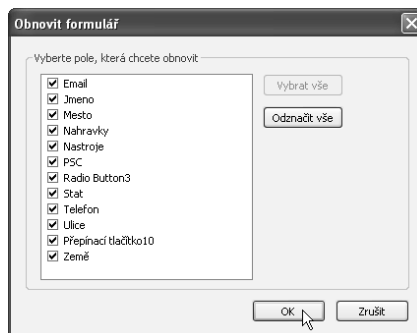 Obnovit formulář
Vyberte pole, která chcete obnovit
Email
Jmeno
Mesto
Nahravky
Nastroje
PSC
Radio Button3
Stat
Telefon
Ulice
Přepínací tlačítko10
Země
Vybrat vše
Odznačit vše
OK
Zrušit